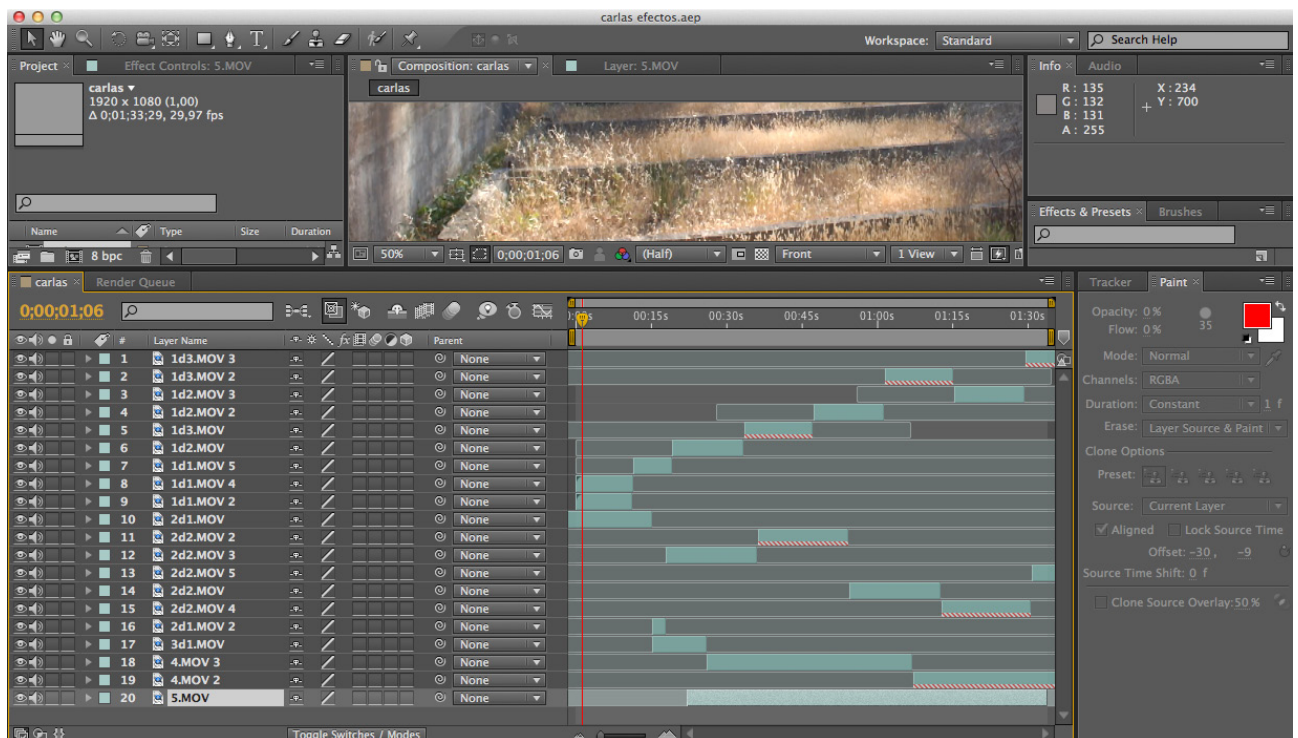 carlas efectos.aep
Workspace: Standard
Search Help
Project
Effect Controls: 5.MOV
Composition: carlas
Layer: 5.MOV
Info
Audio
carlas
1920 x 1080 (1,00)
Δ 0;01;33;29, 29,97 fps
carlas
R : 135
G : 132
B : 131
A : 255
X : 234
Y : 700
Effects & Presets
Brushes
Name
Type
Size
Duration
8 bpc
50%
0;00;01;06
(Half)
Front
1 View
carlas
Render Queue
Tracker
Paint
0;00;01;06
00:15s
00:30s
00:45s
01:00s
01:15s
01:30s
# Layer Name
Parent
1 1d3.MOV 3 None
2 1d3.MOV 2 None
3 1d2.MOV 3 None
4 1d2.MOV 2 None
5 1d3.MOV None
6 1d2.MOV None
7 1d1.MOV 5 None
8 1d1.MOV 4 None
9 1d1.MOV 2 None
10 2d1.MOV None
11 2d2.MOV 2 None
12 2d2.MOV 3 None
13 2d2.MOV 5 None
14 2d2.MOV None
15 2d2.MOV 4 None
16 2d1.MOV 2 None
17 3d1.MOV None
18 4.MOV 3 None
19 4.MOV 2 None
20 5.MOV None
Toggle Switches / Modes
Opacity: 0 %
Flow: 0 %
35
Mode: Normal
Channels: RGBA
Duration: Constant 1 f
Erase: Layer Source & Paint
Clone Options
Preset:
Source: Current Layer
Aligned Lock Source Time
Offset: -30 , -9
Source Time Shift: 0 f
Clone Source Overlay: 50 %